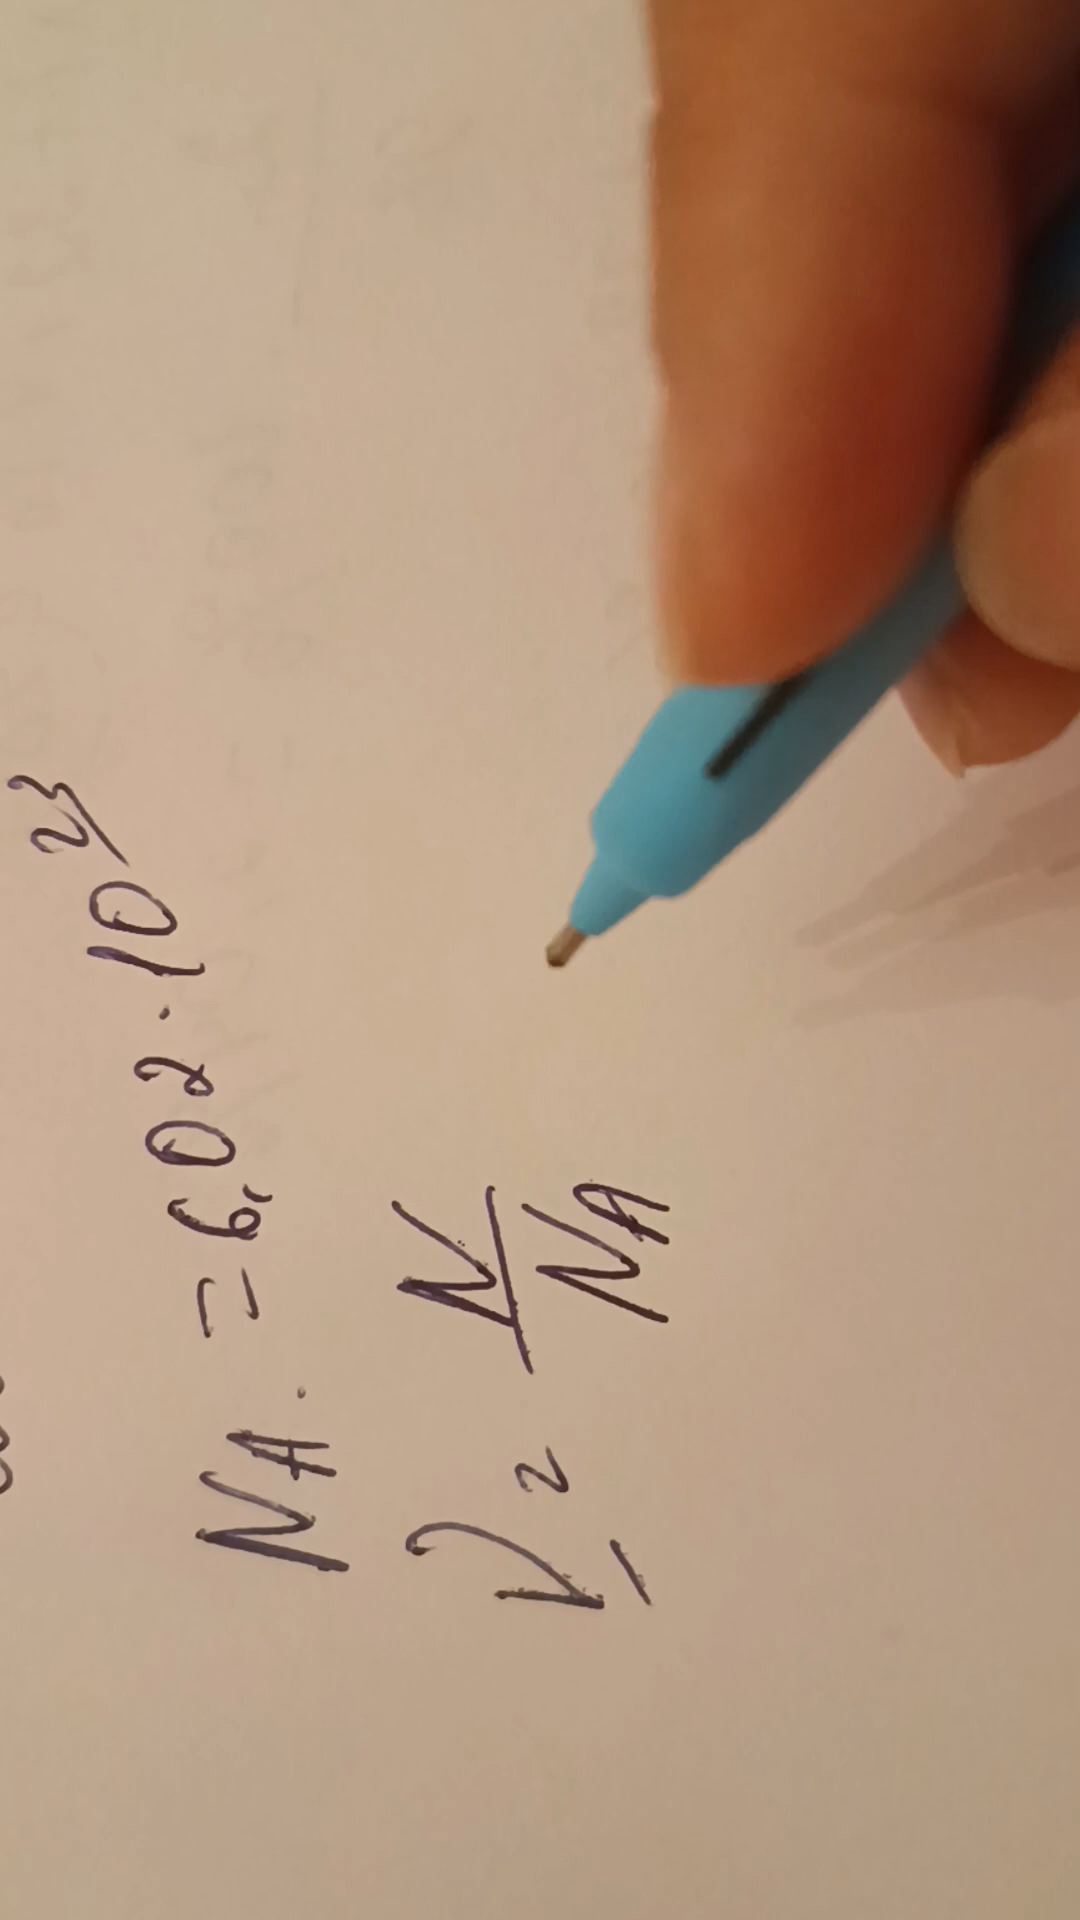 NA. = 6,02 · 10²³
ν = N/NA